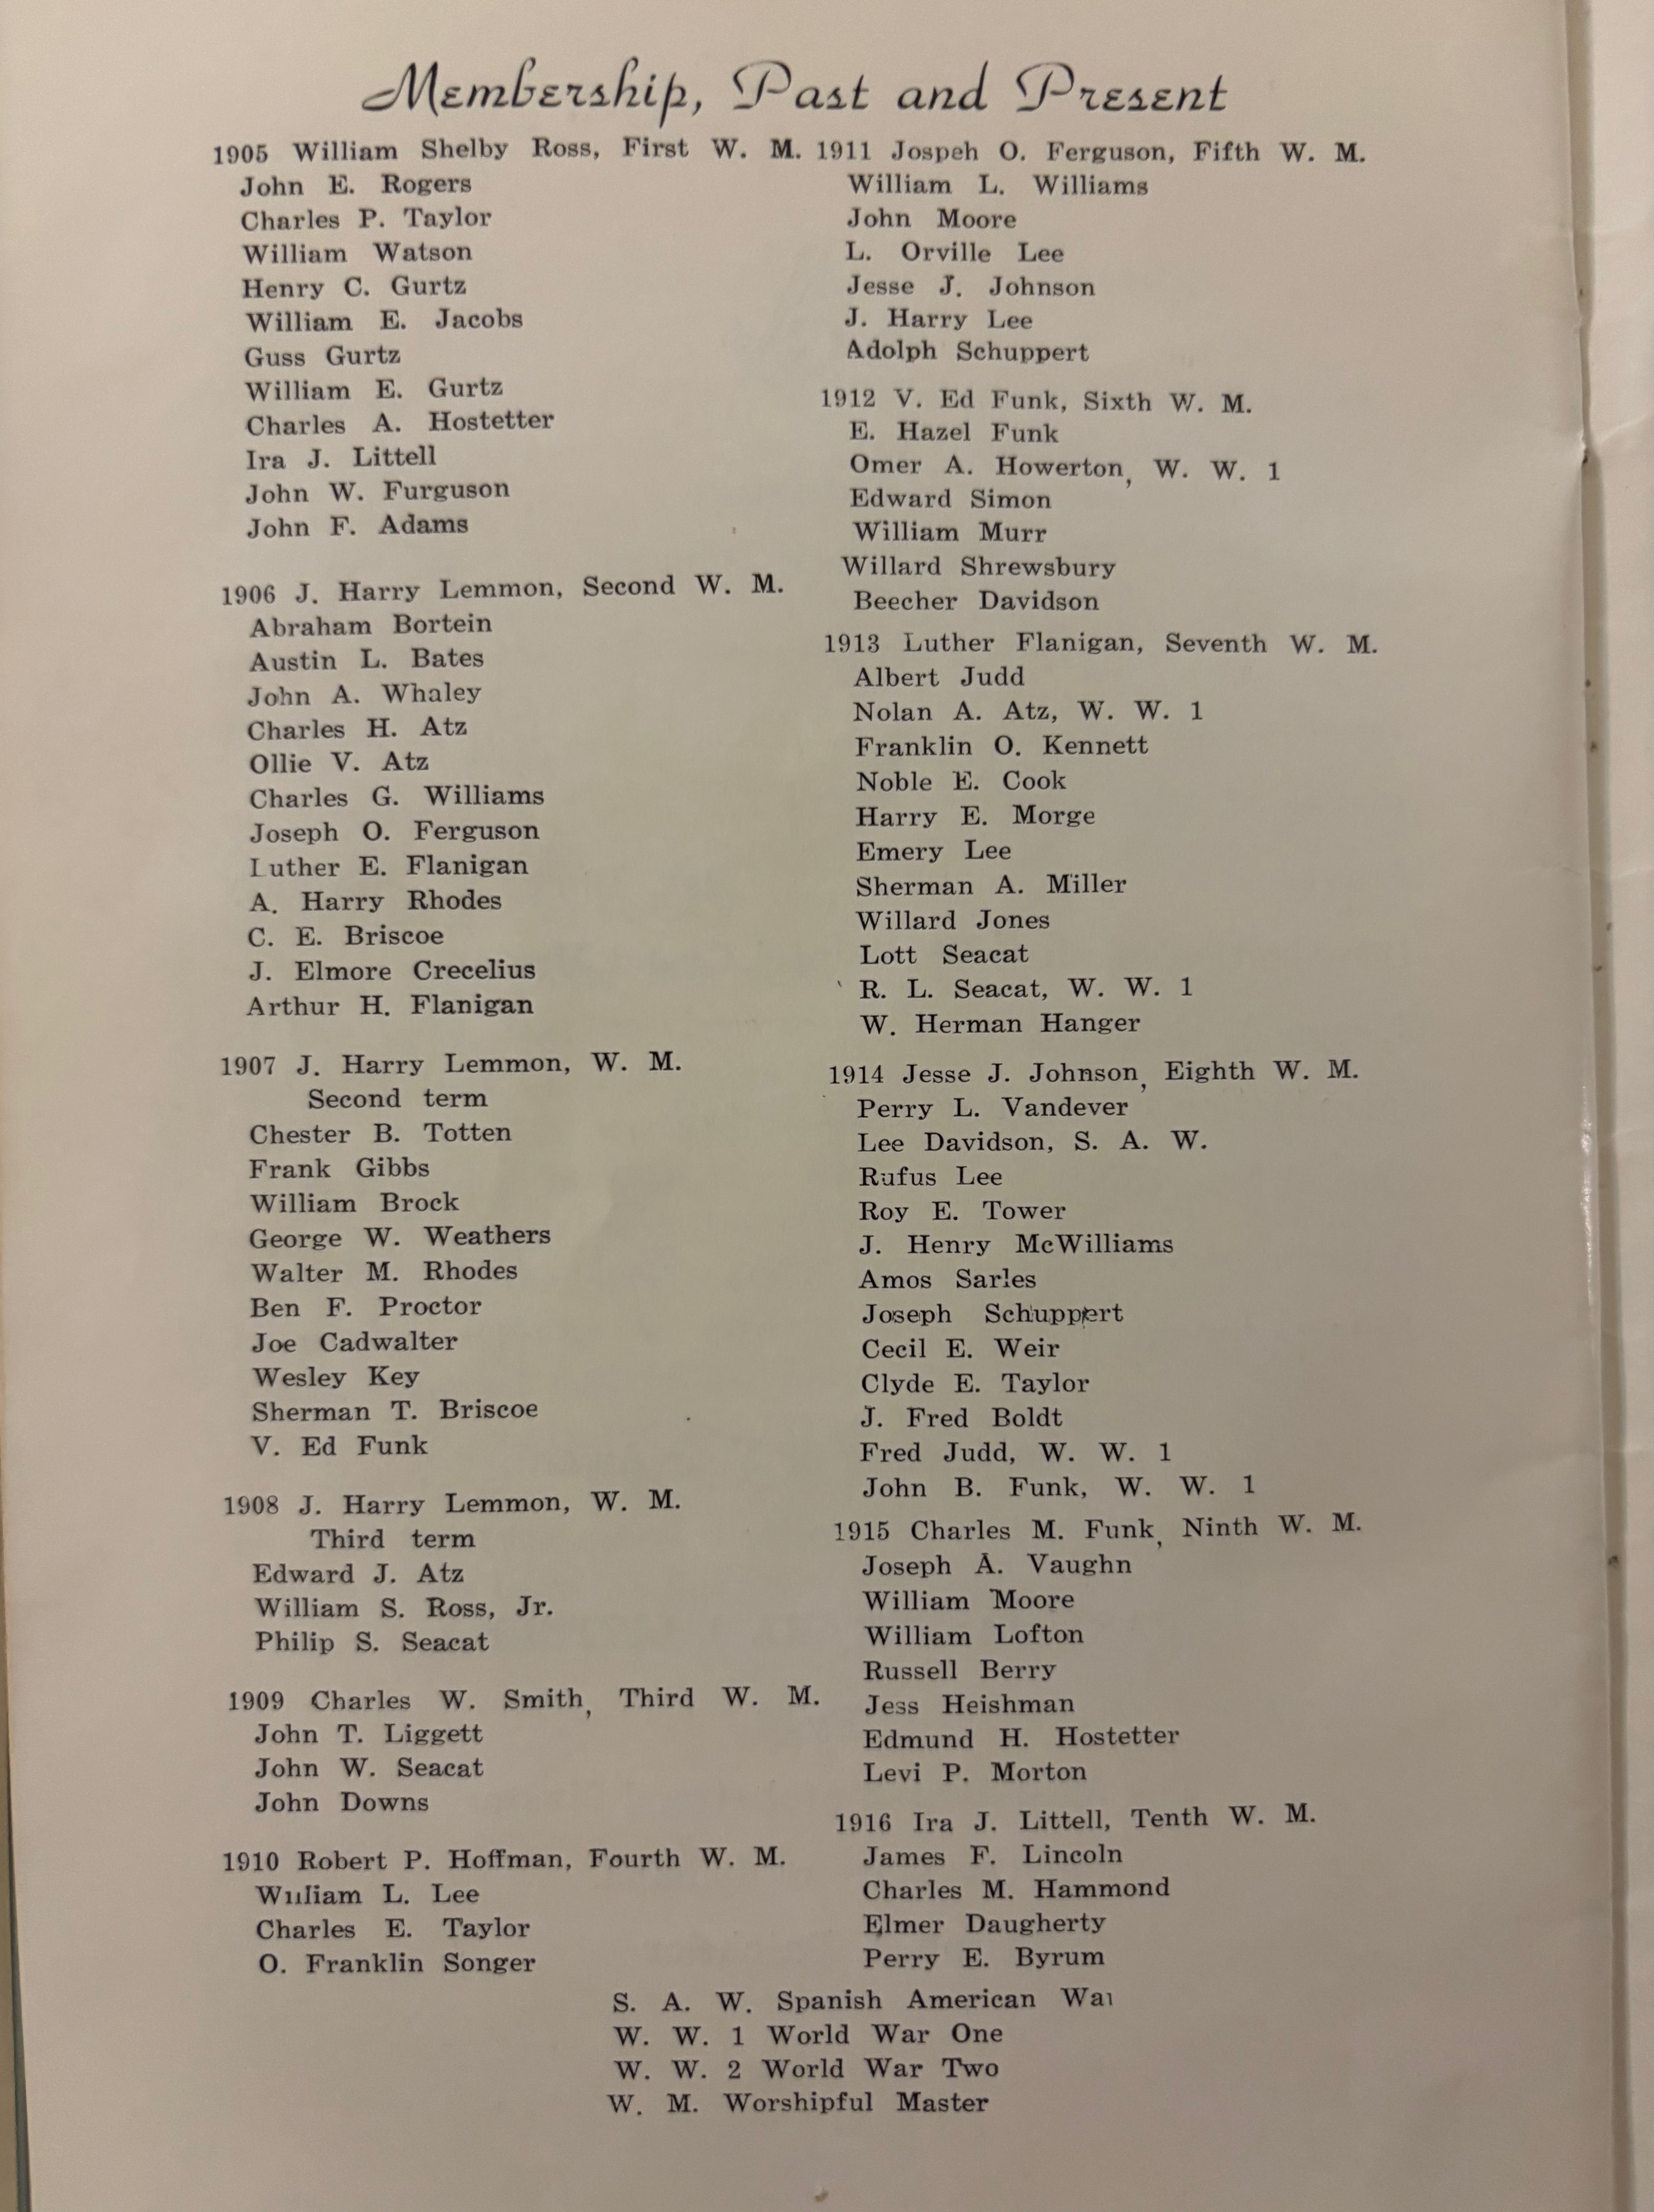 Membership, Past and Present
1905 William Shelby Ross, First W. M.
John E. Rogers
Charles P. Taylor
William Watson
Henry C. Gurtz
William E. Jacobs
Guss Gurtz
William E. Gurtz
Charles A. Hostetter
Ira J. Littell
John W. Furguson
John F. Adams
1906 J. Harry Lemmon, Second W. M.
Abraham Bortein
Austin L. Bates
John A. Whaley
Charles H. Atz
Ollie V. Atz
Charles G. Williams
Joseph O. Ferguson
Luther E. Flanigan
A. Harry Rhodes
C. E. Briscoe
J. Elmore Crecelius
Arthur H. Flanigan
1907 J. Harry Lemmon, W. M.
Second term
Chester B. Totten
Frank Gibbs
William Brock
George W. Weathers
Walter M. Rhodes
Ben F. Proctor
Joe Cadwalter
Wesley Key
Sherman T. Briscoe
V. Ed Funk
1908 J. Harry Lemmon, W. M.
Third term
Edward J. Atz
William S. Ross, Jr.
Philip S. Seacat
1909 Charles W. Smith, Third W. M.
John T. Liggett
John W. Seacat
John Downs
1910 Robert P. Hoffman, Fourth W. M.
William L. Lee
Charles E. Taylor
O. Franklin Songer
1911 Jospeh O. Ferguson, Fifth W. M.
William L. Williams
John Moore
L. Orville Lee
Jesse J. Johnson
J. Harry Lee
Adolph Schuppert
1912 V. Ed Funk, Sixth W. M.
E. Hazel Funk
Omer A. Howerton, W. W. 1
Edward Simon
William Murr
Willard Shrewsbury
Beecher Davidson
1913 Luther Flanigan, Seventh W. M.
Albert Judd
Nolan A. Atz, W. W. 1
Franklin O. Kennett
Noble E. Cook
Harry E. Morge
Emery Lee
Sherman A. Miller
Willard Jones
Lott Seacat
R. L. Seacat, W. W. 1
W. Herman Hanger
1914 Jesse J. Johnson, Eighth W. M.
Perry L. Vandever
Lee Davidson, S. A. W.
Rufus Lee
Roy E. Tower
J. Henry McWilliams
Amos Sarles
Joseph Schuppert
Cecil E. Weir
Clyde E. Taylor
J. Fred Boldt
Fred Judd, W. W. 1
John B. Funk, W. W. 1
1915 Charles M. Funk, Ninth W. M.
Joseph A. Vaughn
William Moore
William Lofton
Russell Berry
Jess Heishman
Edmund H. Hostetter
Levi P. Morton
1916 Ira J. Littell, Tenth W. M.
James F. Lincoln
Charles M. Hammond
Elmer Daugherty
Perry E. Byrum
S. A. W. Spanish American War
W. W. 1 World War One
W. W. 2 World War Two
W. M. Worshipful Master